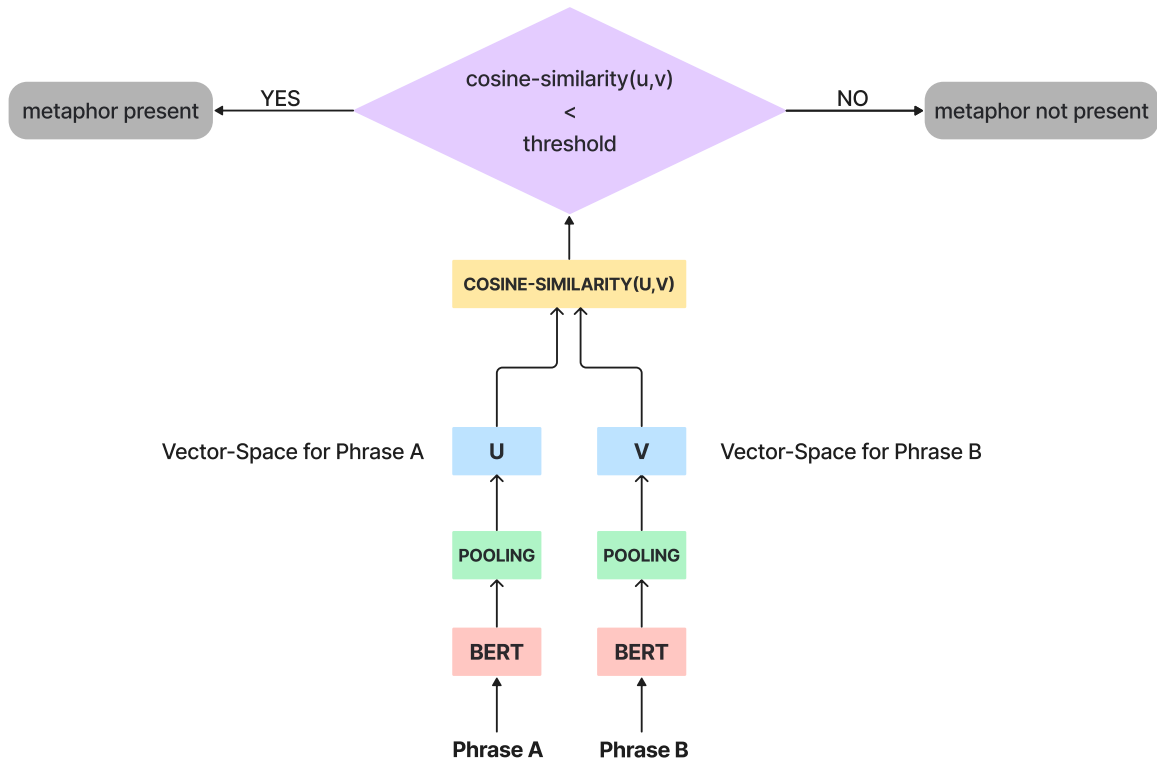 cosine-similarity(u,v)
<
threshold
YES
NO
metaphor present
metaphor not present
COSINE-SIMILARITY(U,V)
Vector-Space for Phrase A
U
V
Vector-Space for Phrase B
POOLING
POOLING
BERT
BERT
Phrase A
Phrase B